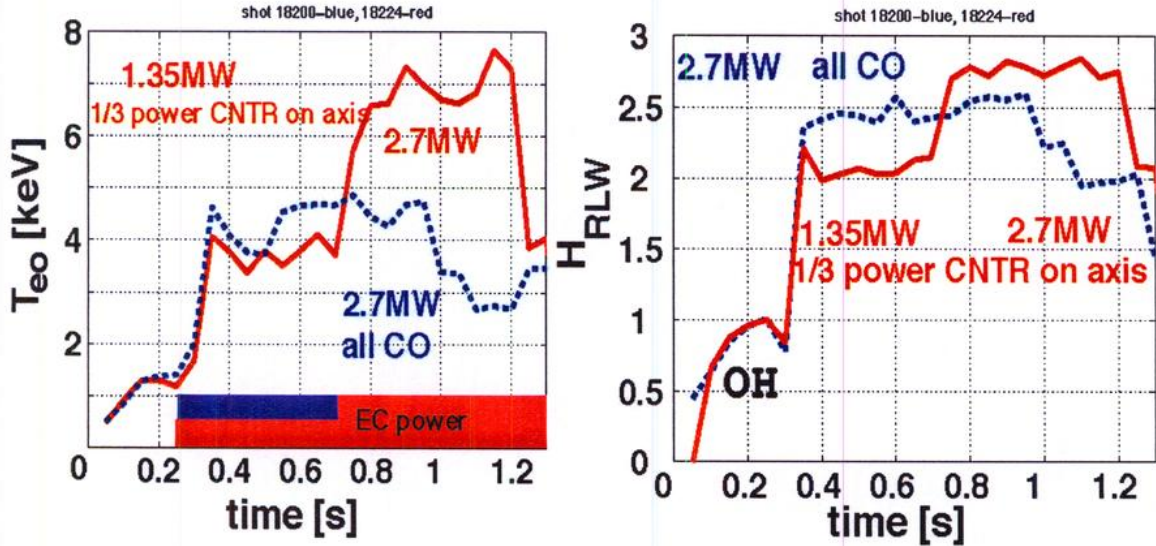 shot 18200-blue, 18224-red
8
6
4
2
T_eo [keV]
1.35MW
1/3 power CNTR on axis
2.7MW
2.7MW
all CO
EC power
0 0.2 0.4 0.6 0.8 1 1.2
time [s]
shot 18200-blue, 18224-red
3
2.5
2
1.5
1
0.5
0
H_RLW
2.7MW all CO
1.35MW 2.7MW
1/3 power CNTR on axis
OH
0 0.2 0.4 0.6 0.8 1 1.2
time [s]